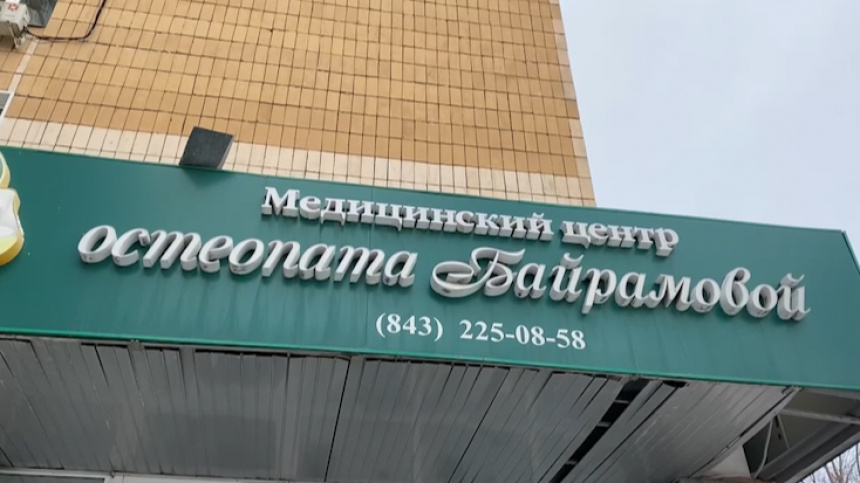 Медицинский центр
остеопата Байрамовой
(843) 225-08-58